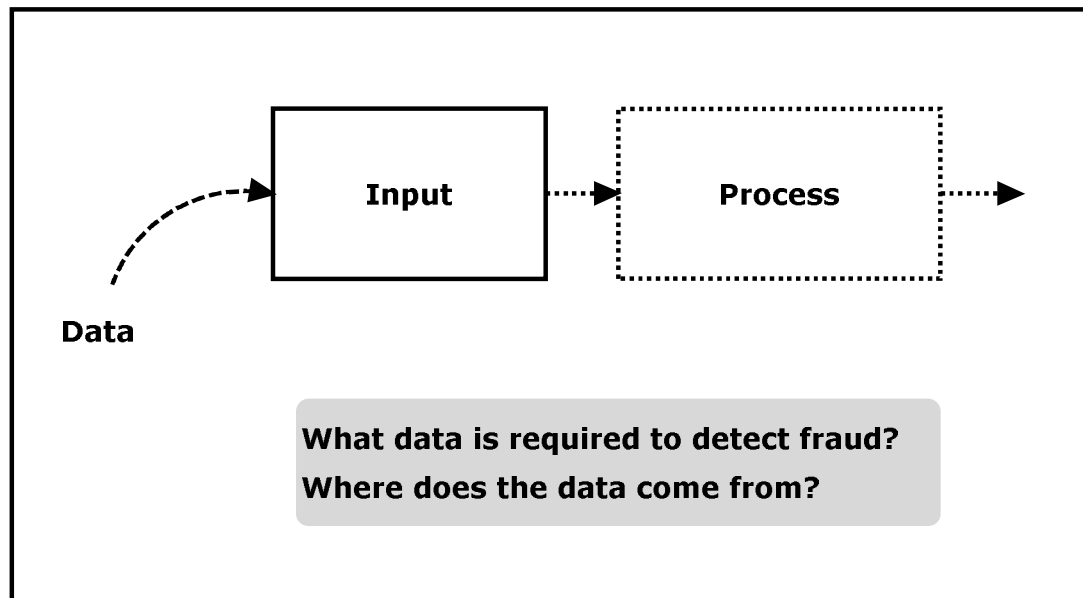 Input
Process
Data
What data is required to detect fraud?
Where does the data come from?